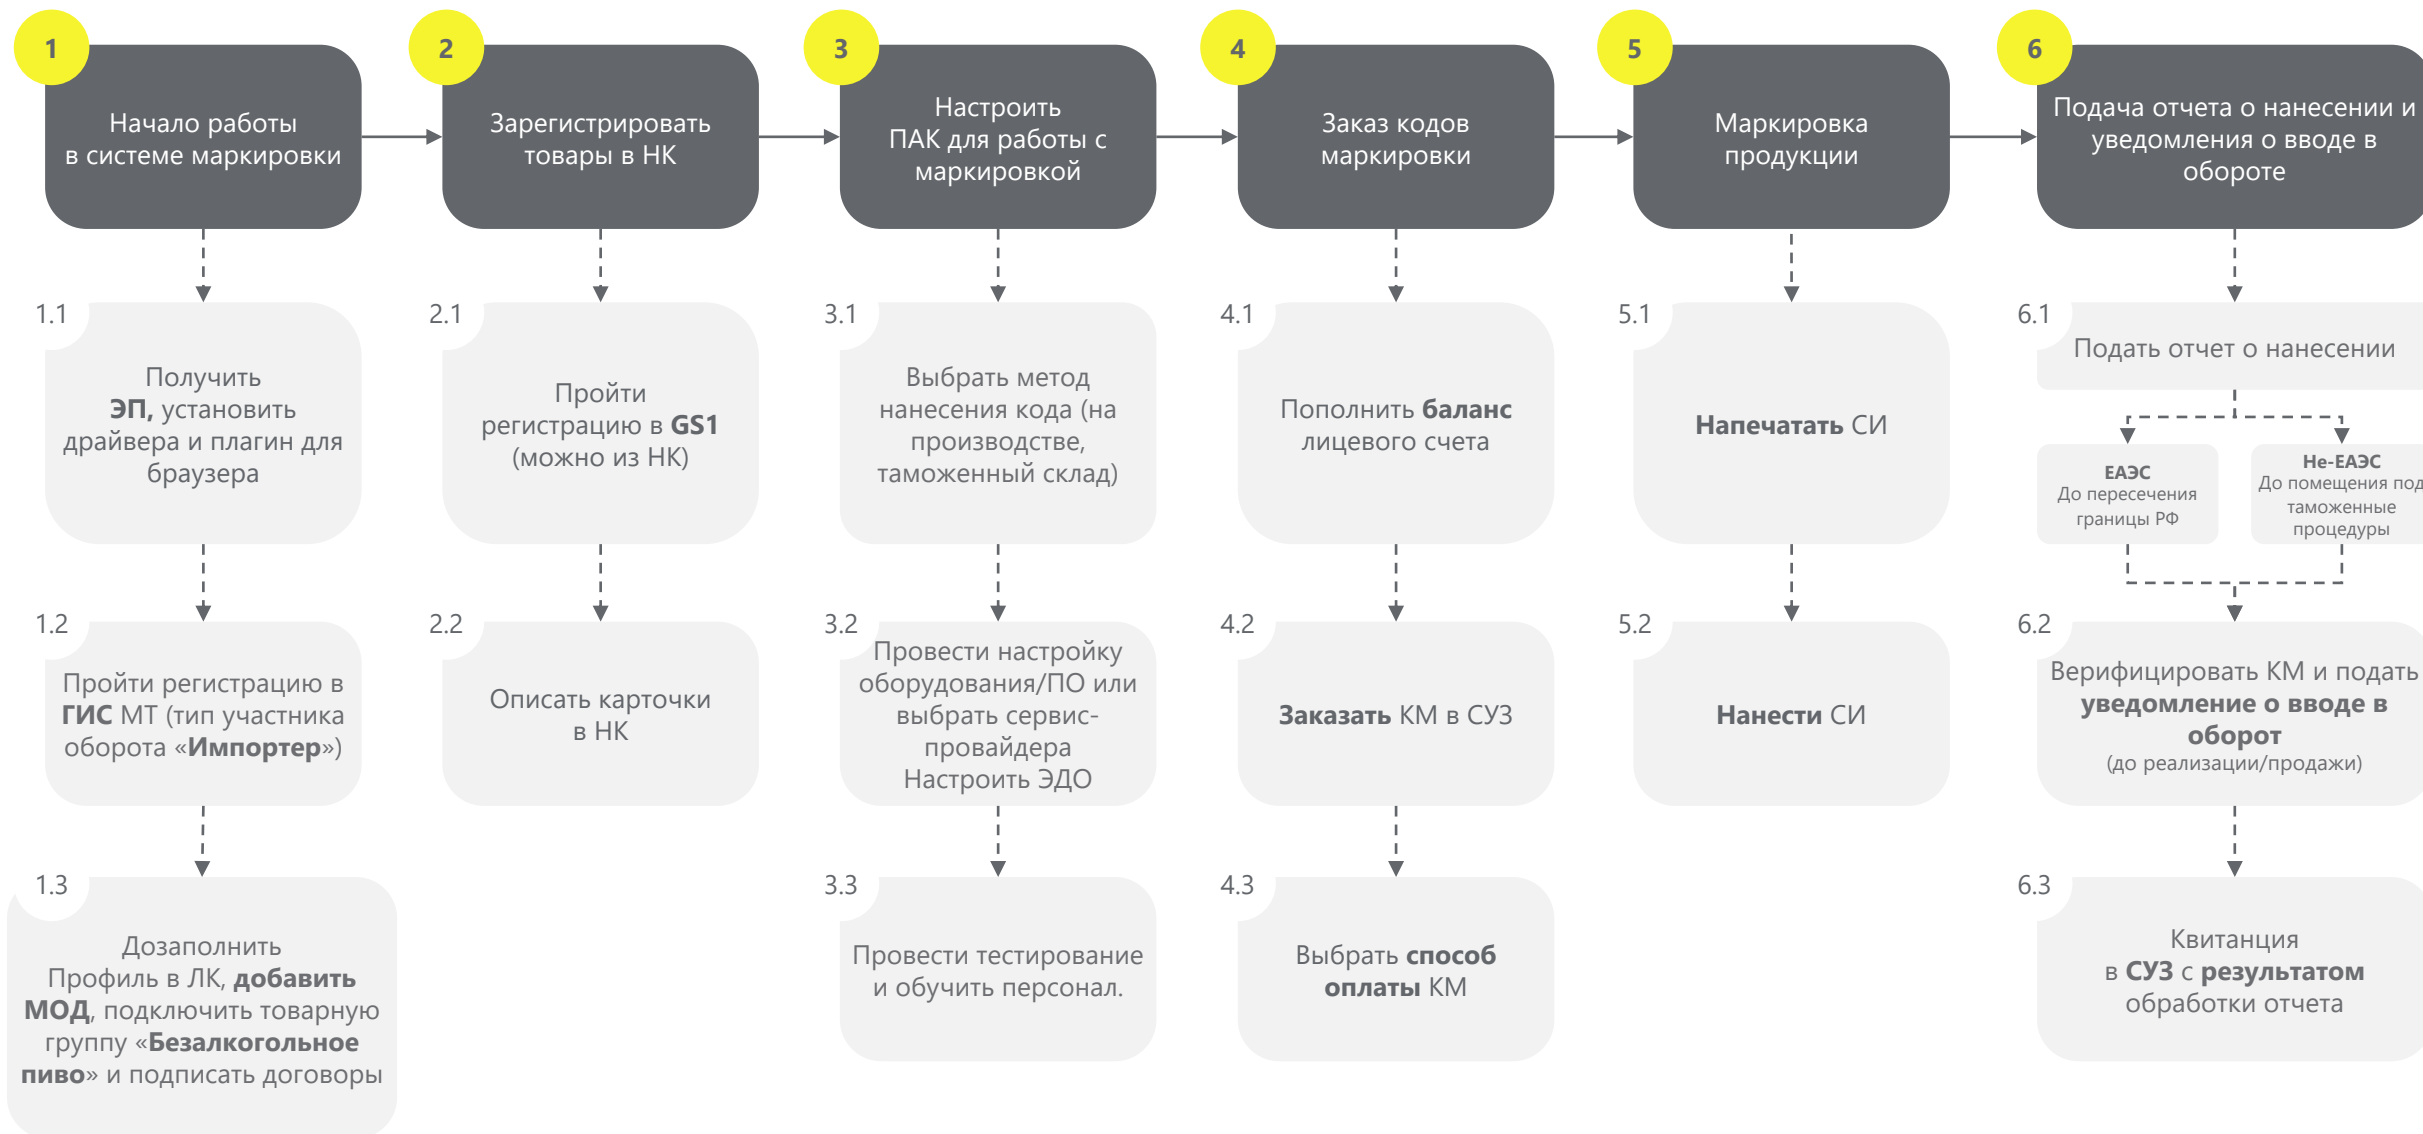 1
Начало работы
в системе маркировки
2
Зарегистрировать
товары в НК
3
Настроить
ПАК для работы с
маркировкой
4
Заказ кодов
маркировки
5
Маркировка
продукции
6
Подача отчета о нанесении и
уведомления о вводе в
обороте
1.1
Получить
ЭП, установить
драйвера и плагин для
браузера
1.2
Пройти регистрацию в
ГИС МТ (тип участника
оборота «Импортер»)
1.3
Дозаполнить
Профиль в ЛК, добавить
МОД, подключить товарную
группу «Безалкогольное
пиво» и подписать договоры
2.1
Пройти
регистрацию в GS1
(можно из НК)
2.2
Описать карточки
в НК
3.1
Выбрать метод
нанесения кода (на
производстве,
таможенный склад)
3.2
Провести настройку
оборудования/ПО или
выбрать сервис-
провайдера
Настроить ЭДО
3.3
Провести тестирование
и обучить персонал.
4.1
Пополнить баланс
лицевого счета
4.2
Заказать КМ в СУЗ
4.3
Выбрать способ
оплаты КМ
5.1
Напечатать СИ
5.2
Нанести СИ
6.1
Подать отчет о нанесении
ЕАЭС
До пересечения
границы РФ
Не-ЕАЭС
До помещения под
таможенные
процедуры
6.2
Верифицировать КМ и подать
уведомление о вводе в
оборот
(до реализации/продажи)
6.3
Квитанция
в СУЗ с результатом
обработки отчета